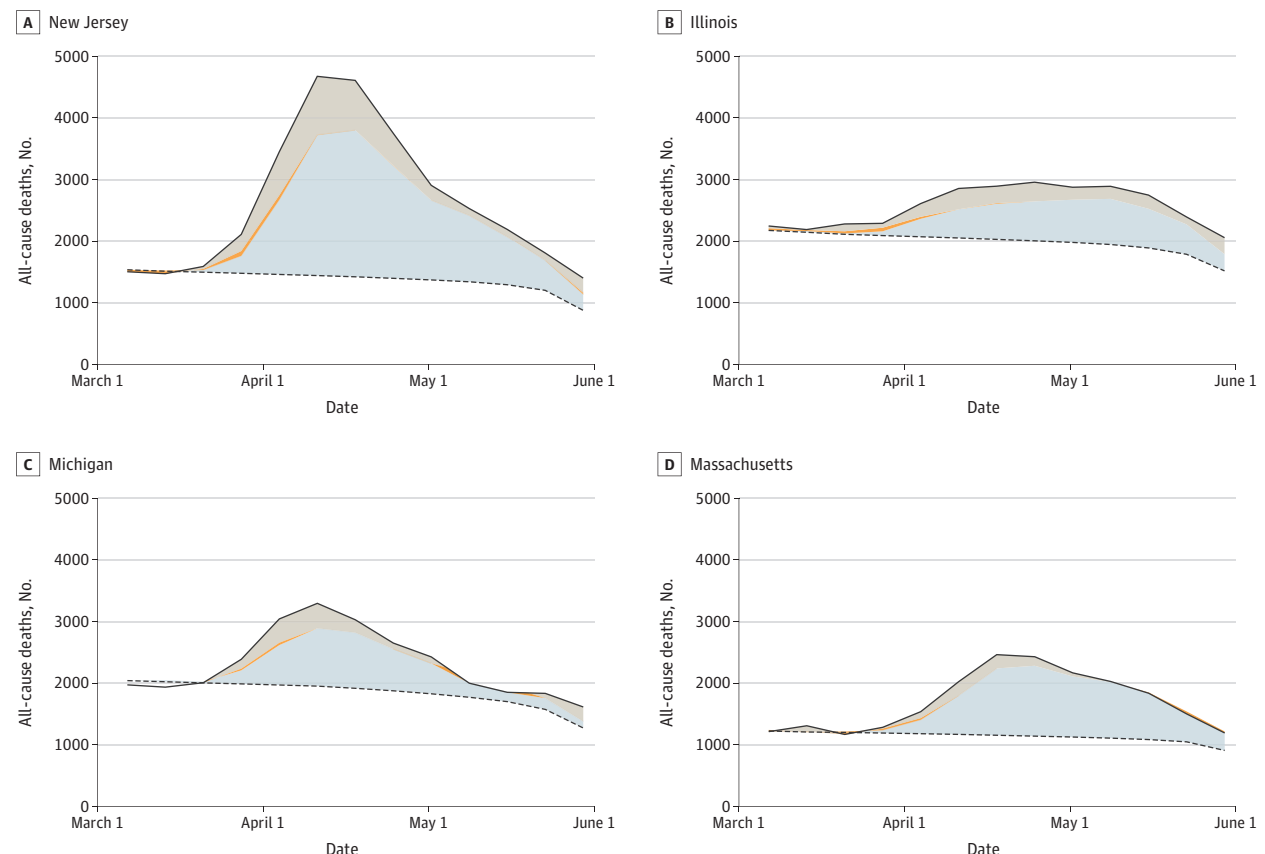 A New Jersey
5000
4000
3000
2000
1000
0
All-cause deaths, No.
March 1 April 1 May 1 June 1
Date
B Illinois
5000
4000
3000
2000
1000
0
All-cause deaths, No.
March 1 April 1 May 1 June 1
Date
C Michigan
5000
4000
3000
2000
1000
0
All-cause deaths, No.
March 1 April 1 May 1 June 1
Date
D Massachusetts
5000
4000
3000
2000
1000
0
All-cause deaths, No.
March 1 April 1 May 1 June 1
Date